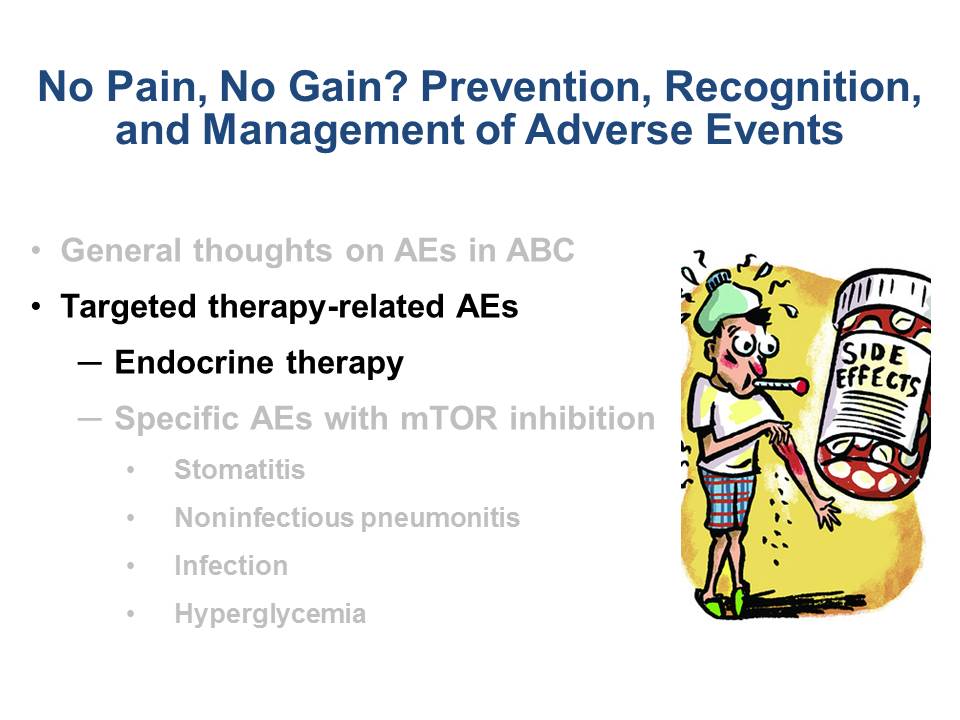 No Pain, No Gain? Prevention, Recognition,
and Management of Adverse Events
• General thoughts on AEs in ABC
• Targeted therapy-related AEs
─ Endocrine therapy
─ Specific AEs with mTOR inhibition
• Stomatitis
• Noninfectious pneumonitis
• Infection
• Hyperglycemia
SIDE
EFFECTS